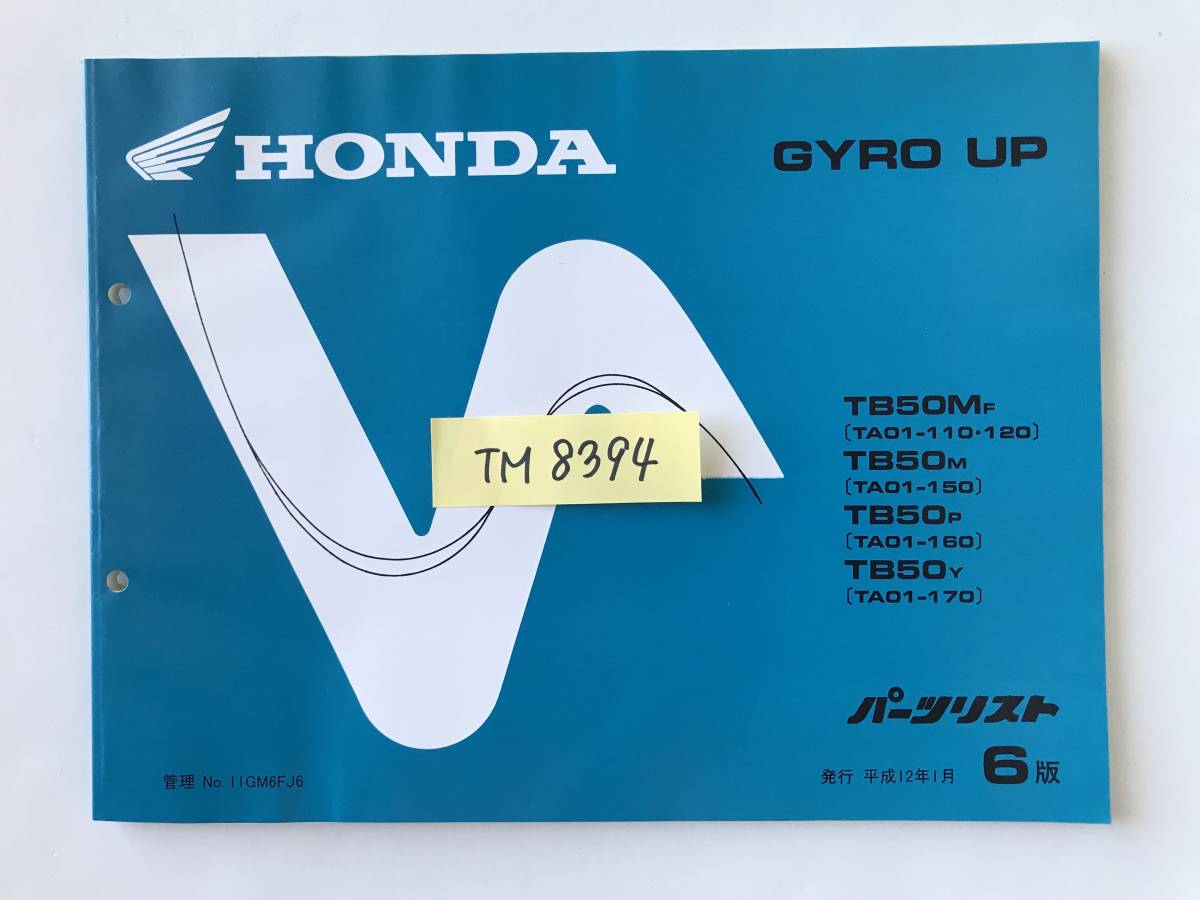 HONDA
GYRO UP
TB50MF
〔TA01-110・120〕
TB50M
〔TA01-150〕
TB50P
〔TA01-160〕
TB50Y
〔TA01-170〕
TM 8394
パーツリスト
6版
管理 No. 11GM6FJ6
発行 平成12年1月